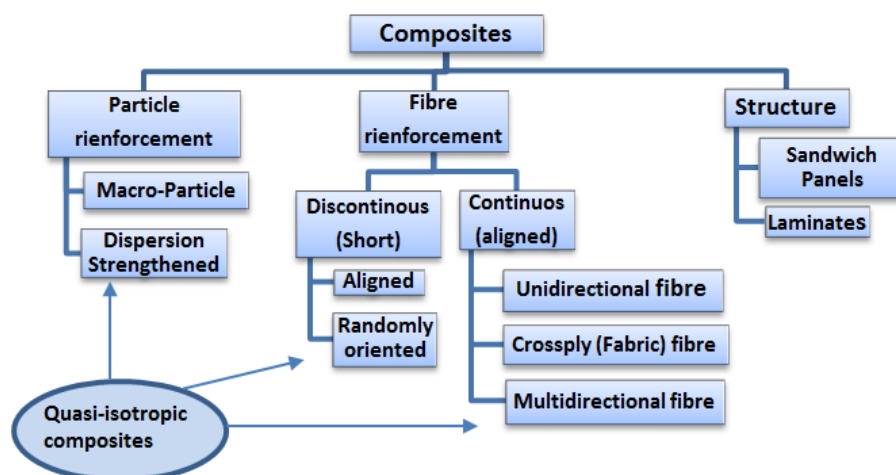 Composites
Particle
rienforcement
Fibre
rienforcement
Structure
Macro-Particle
Dispersion
Strengthened
Discontinous
(Short)
Aligned
Randomly
oriented
Continuos
(aligned)
Unidirectional fibre
Crossply (Fabric) fibre
Multidirectional fibre
Sandwich
Panels
Laminates
Quasi-isotropic
composites